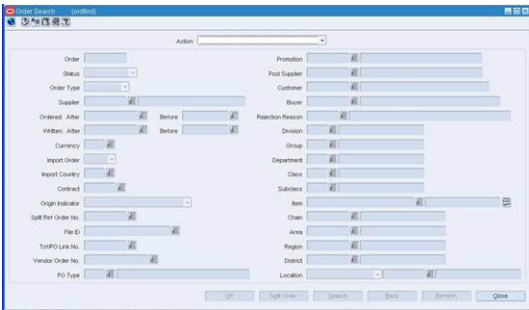 Order Search (ordfind)
Action
Order
Status
Order Type
Supplier
Ordered: After Before
Written: After Before
Currency
Import Order
Import Country
Contract
Origin Indicator
Split Ref Order No.
File ID
Tsf/PO Link No.
Vendor Order No.
PO Type
Promotion
Pool Supplier
Customer
Buyer
Rejection Reason
Division
Group
Department
Class
Subclass
Item
Chain
Area
Region
District
Location
OK Split Order Search Back Refresh Close